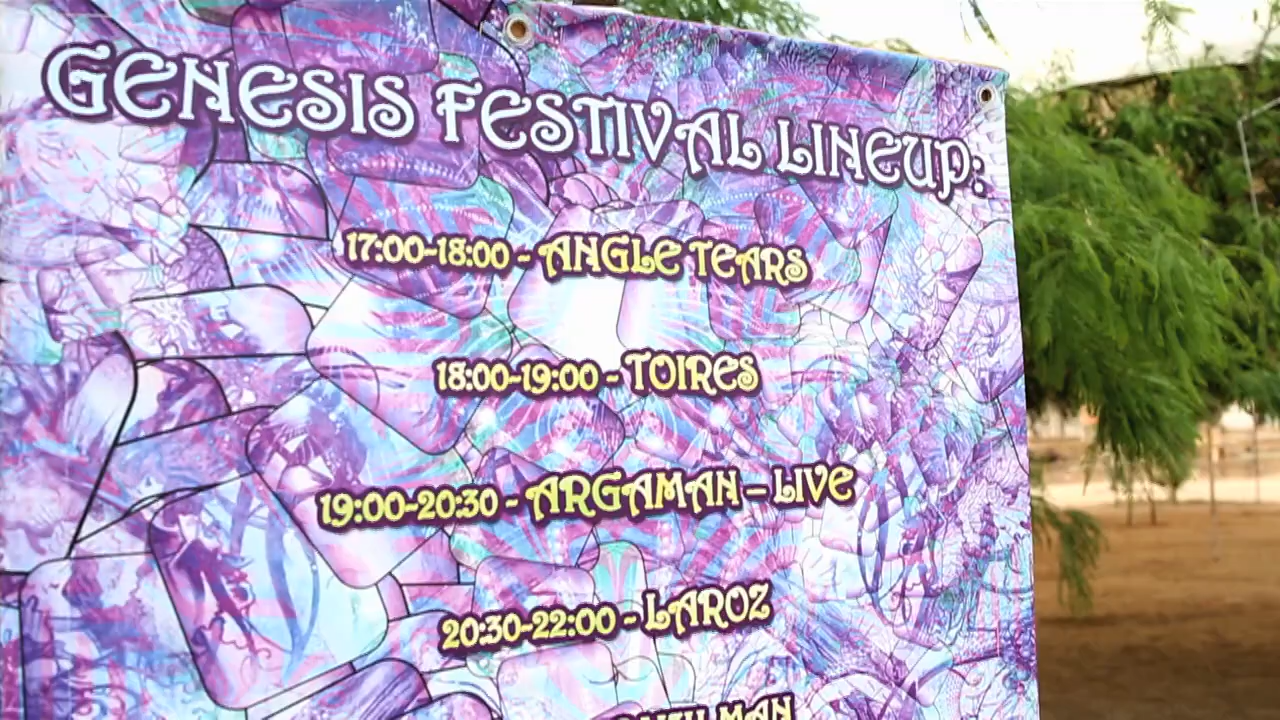 GENESIS FESTIVAL LINEUP:
17:00-18:00 - ANGLE TEARS
18:00-19:00 - TOIRES
19:00-20:30 - ARGAMAN - LIVE
20:30-22:00 - LAROZ
MAN